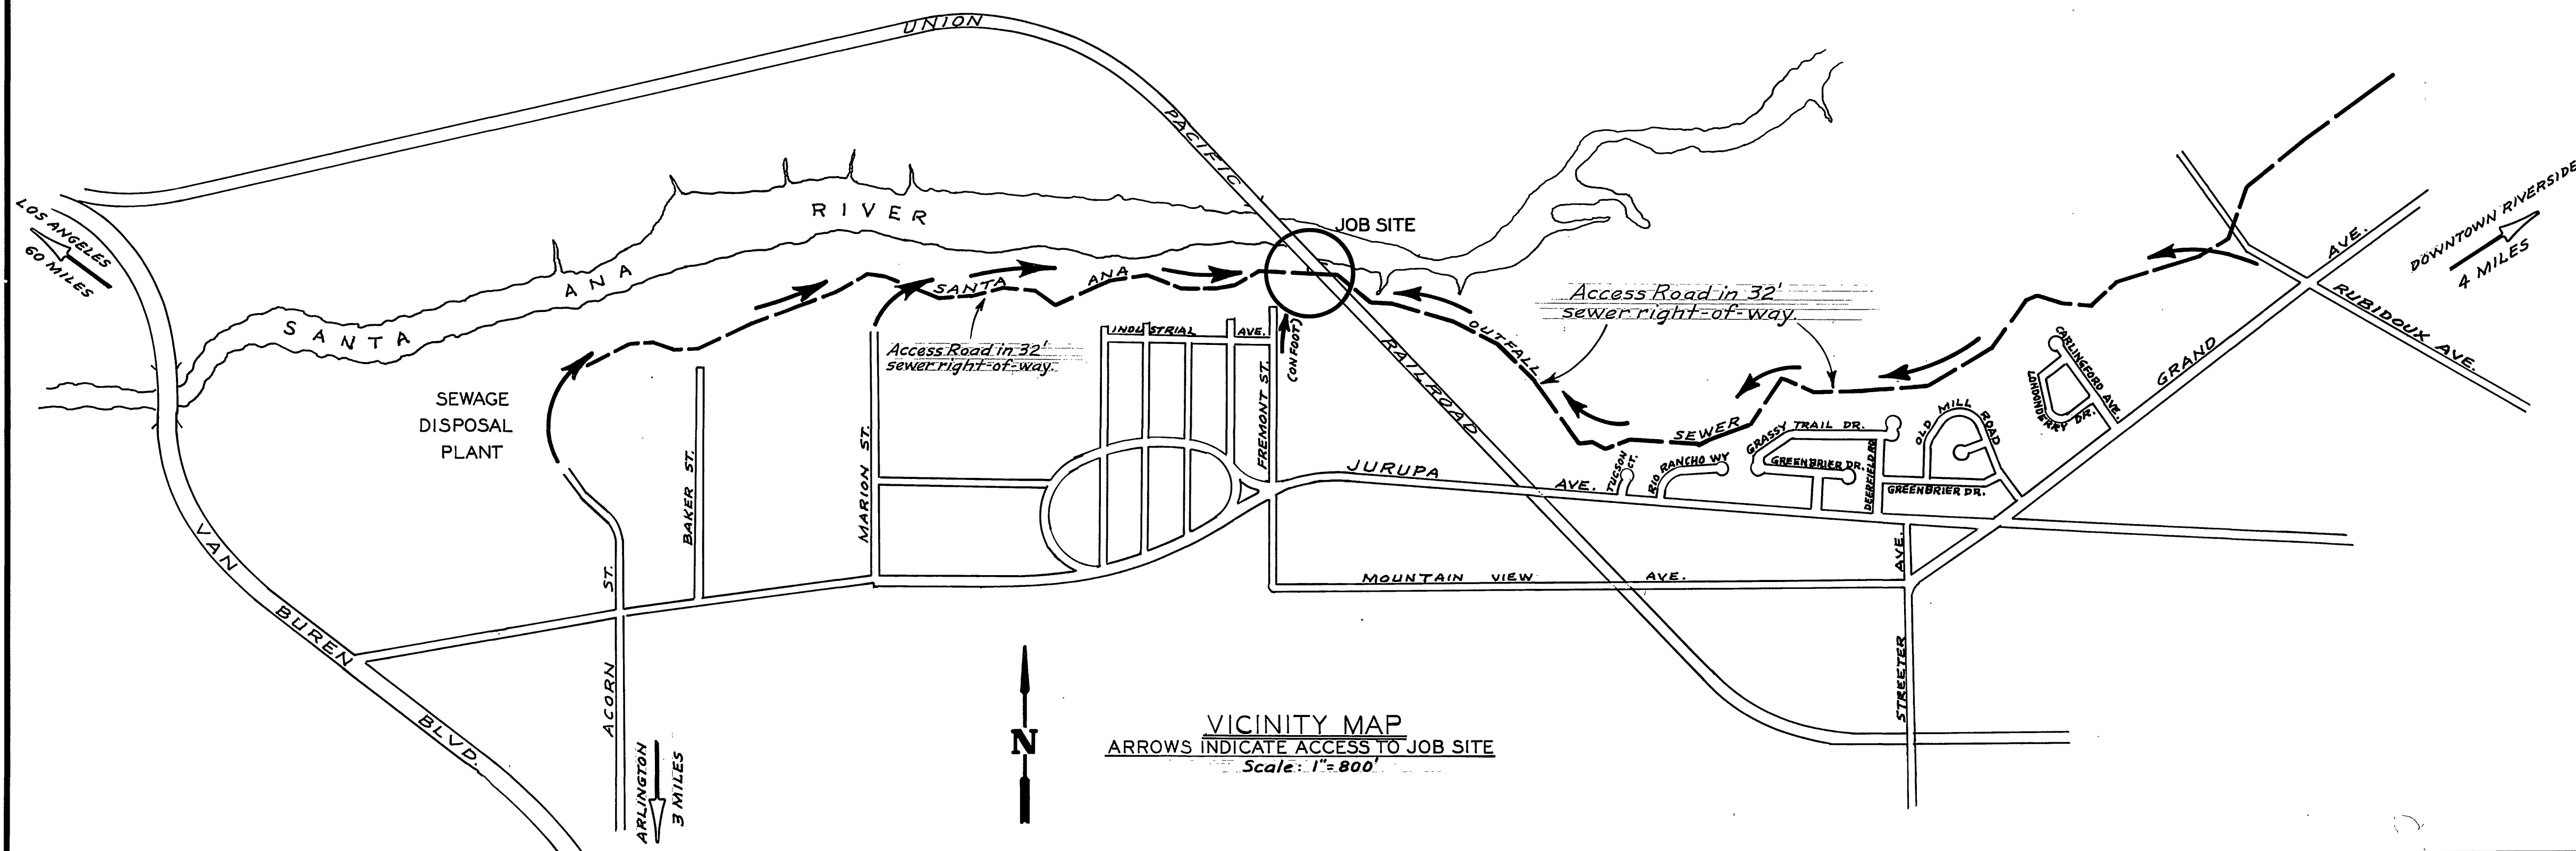 UNION
PACIFIC
RAILROAD
LOS ANGELES
60 MILES
SANTA ANA RIVER
JOB SITE
DOWNTOWN RIVERSIDE
4 MILES
SANTA ANA OUTFALL SEWER
Access Road in 32'
sewer right-of-way.
Access Road in 32'
sewer right-of-way.
SEWAGE
DISPOSAL
PLANT
INDUSTRIAL AVE.
(ON FOOT)
FREMONT ST.
BAKER ST.
MARION ST.
ACORN ST.
VAN BUREN BLVD.
JURUPA AVE.
MOUNTAIN VIEW AVE.
TUCSON CT.
RIO RANCHO WY
GRASSY TRAIL DR.
GREENBRIER DR.
DEERFIELD RD
GREENBRIER DR.
OLD MILL ROAD
LONDONDERRY DR.
CARLINGFORD AVE.
GRAND AVE.
RUBIDOUX AVE.
STREETER AVE.
ARLINGTON
3 MILES
N
VICINITY MAP
ARROWS INDICATE ACCESS TO JOB SITE
Scale: 1"=800'